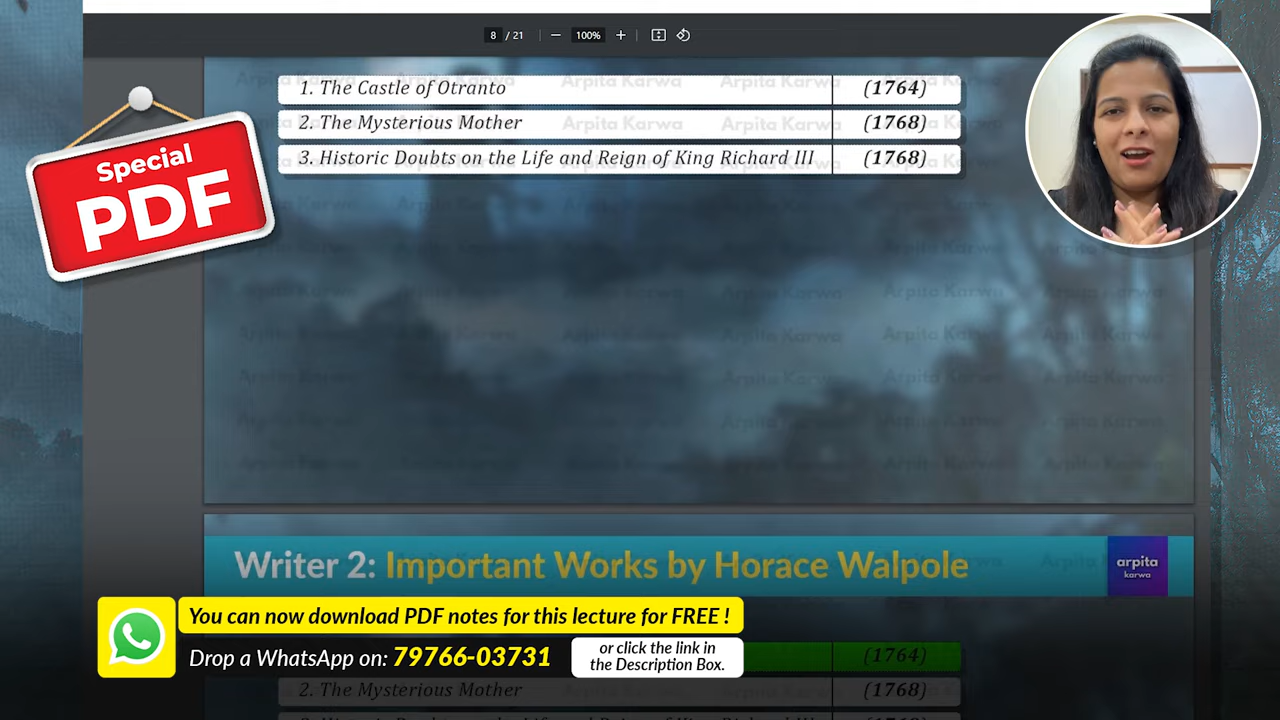 8 / 21
100%
1. The Castle of Otranto (1764)
2. The Mysterious Mother (1768)
3. Historic Doubts on the Life and Reign of King Richard III (1768)
Special
PDF
Writer 2: Important Works by Horace Walpole
arpita
karwa
You can now download PDF notes for this lecture for FREE !
Drop a WhatsApp on: 79766-03731
or click the link in
the Description Box.
(1764)
2. The Mysterious Mother (1768)
Arpita Karwa